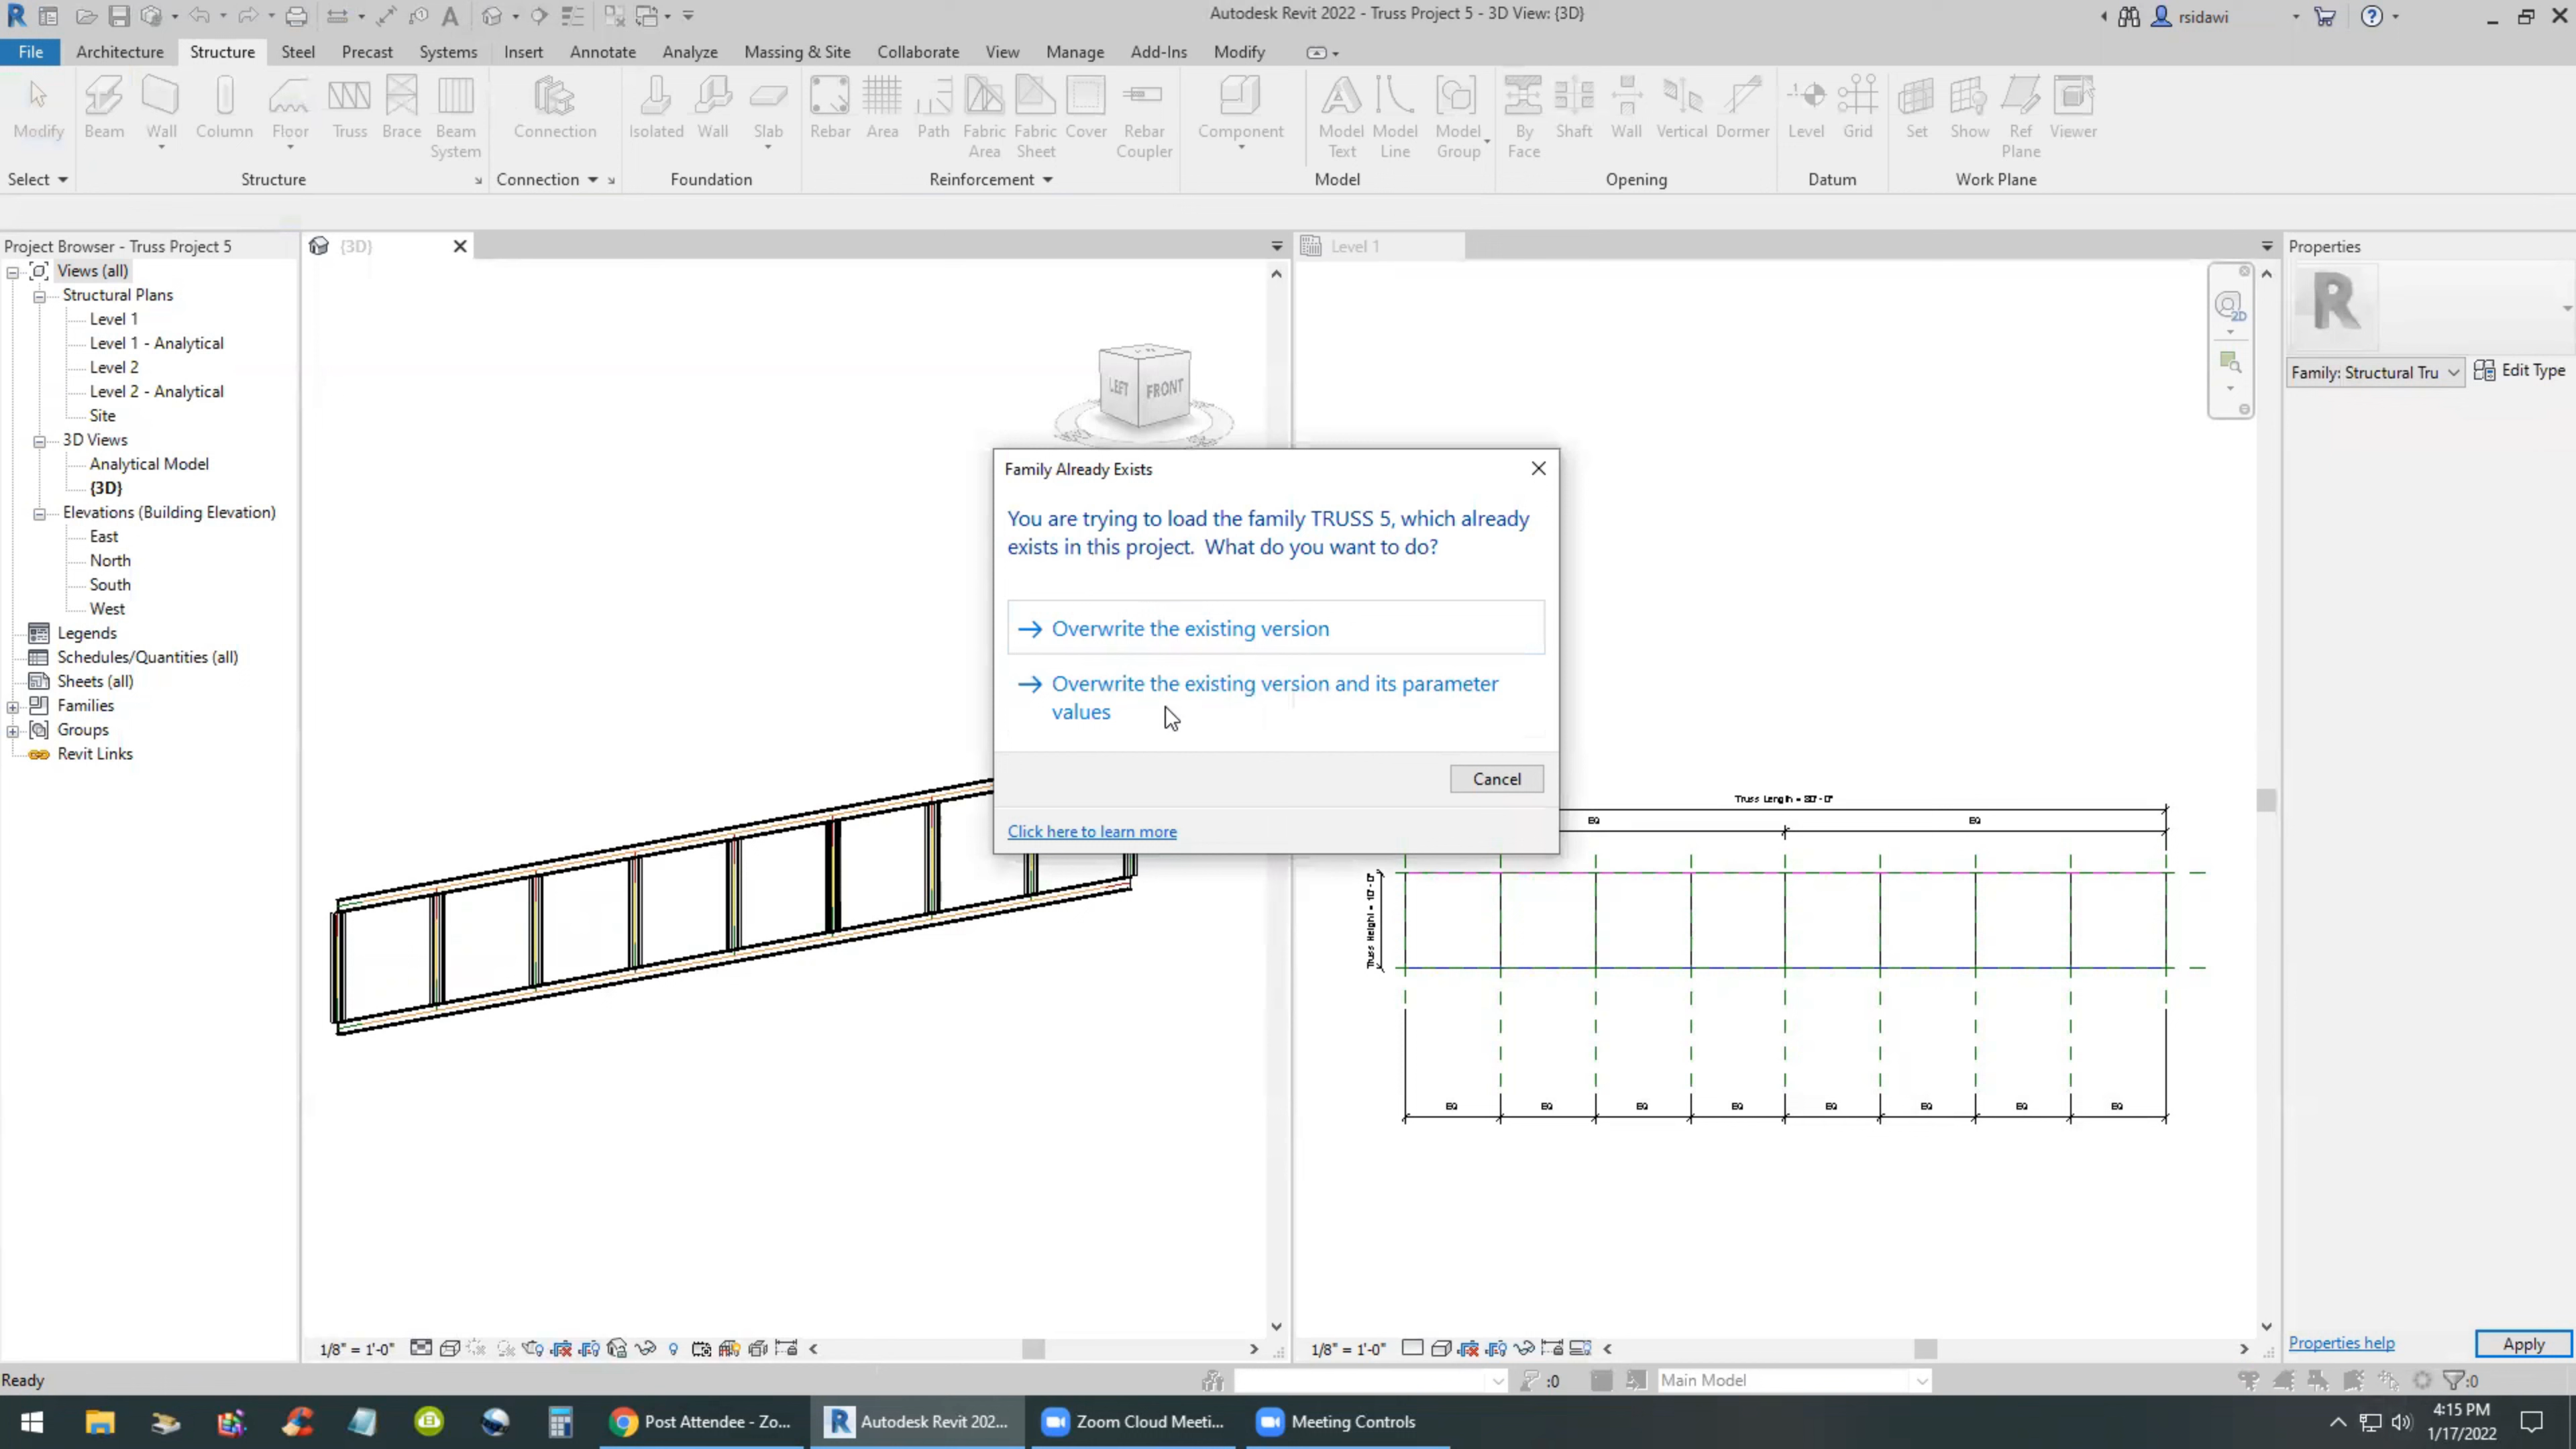 Autodesk Revit 2022 - Truss Project 5 - 3D View: {3D}
rsidawi
File
Architecture
Structure
Steel
Precast
Systems
Insert
Annotate
Analyze
Massing & Site
Collaborate
View
Manage
Add-Ins
Modify
Modify
Beam
Wall
Column
Floor
Truss
Brace
Beam
System
Connection
Isolated
Wall
Slab
Rebar
Area
Path
Fabric
Area
Fabric
Sheet
Cover
Rebar
Coupler
Component
Model
Text
Model
Line
Model
Group
By
Face
Shaft
Wall
Vertical
Dormer
Level
Grid
Set
Show
Ref
Plane
Viewer
Select
Structure
Connection
Foundation
Reinforcement
Model
Opening
Datum
Work Plane
Project Browser - Truss Project 5
Views (all)
Structural Plans
Level 1
Level 1 - Analytical
Level 2
Level 2 - Analytical
Site
3D Views
Analytical Model
{3D}
Elevations (Building Elevation)
East
North
South
West
Legends
Schedules/Quantities (all)
Sheets (all)
Families
Groups
Revit Links
{3D}
LEFT
FRONT
Level 1
2D
Properties
Family: Structural Tru
Edit Type
Family Already Exists
You are trying to load the family TRUSS 5, which already
exists in this project. What do you want to do?
Overwrite the existing version
Overwrite the existing version and its parameter
values
Cancel
Click here to learn more
Truss Length = 80' - 0"
EQ
EQ
Truss Height = 10' - 0"
EQ
EQ
EQ
EQ
EQ
EQ
EQ
EQ
1/8" = 1'-0"
1/8" = 1'-0"
Properties help
Apply
Ready
:0
Main Model
:0
Post Attendee - Zo...
Autodesk Revit 202...
Zoom Cloud Meeti...
Meeting Controls
4:15 PM
1/17/2022